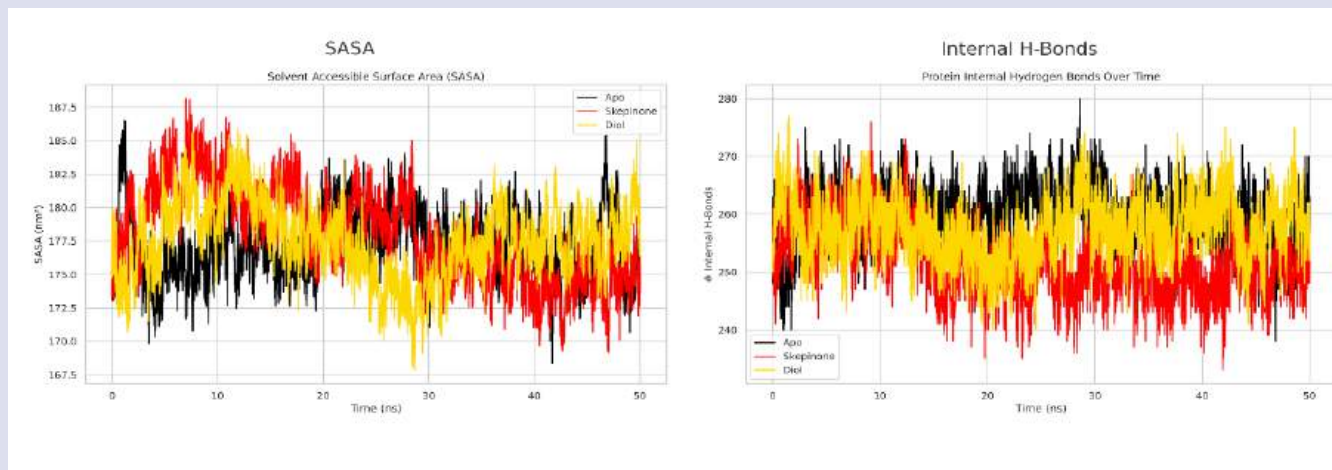 SASA
Solvent Accessible Surface Area (SASA)
Apo
Skepinone
Diol
187.5
185.0
182.5
180.0
177.5
175.0
172.5
170.0
167.5
SASA (nm²)
0 10 20 30 40 50
Time (ns)
Internal H-Bonds
Protein Internal Hydrogen Bonds Over Time
280
270
260
250
240
# Internal H-Bonds
Apo
Skepinone
Diol
0 10 20 30 40 50
Time (ns)